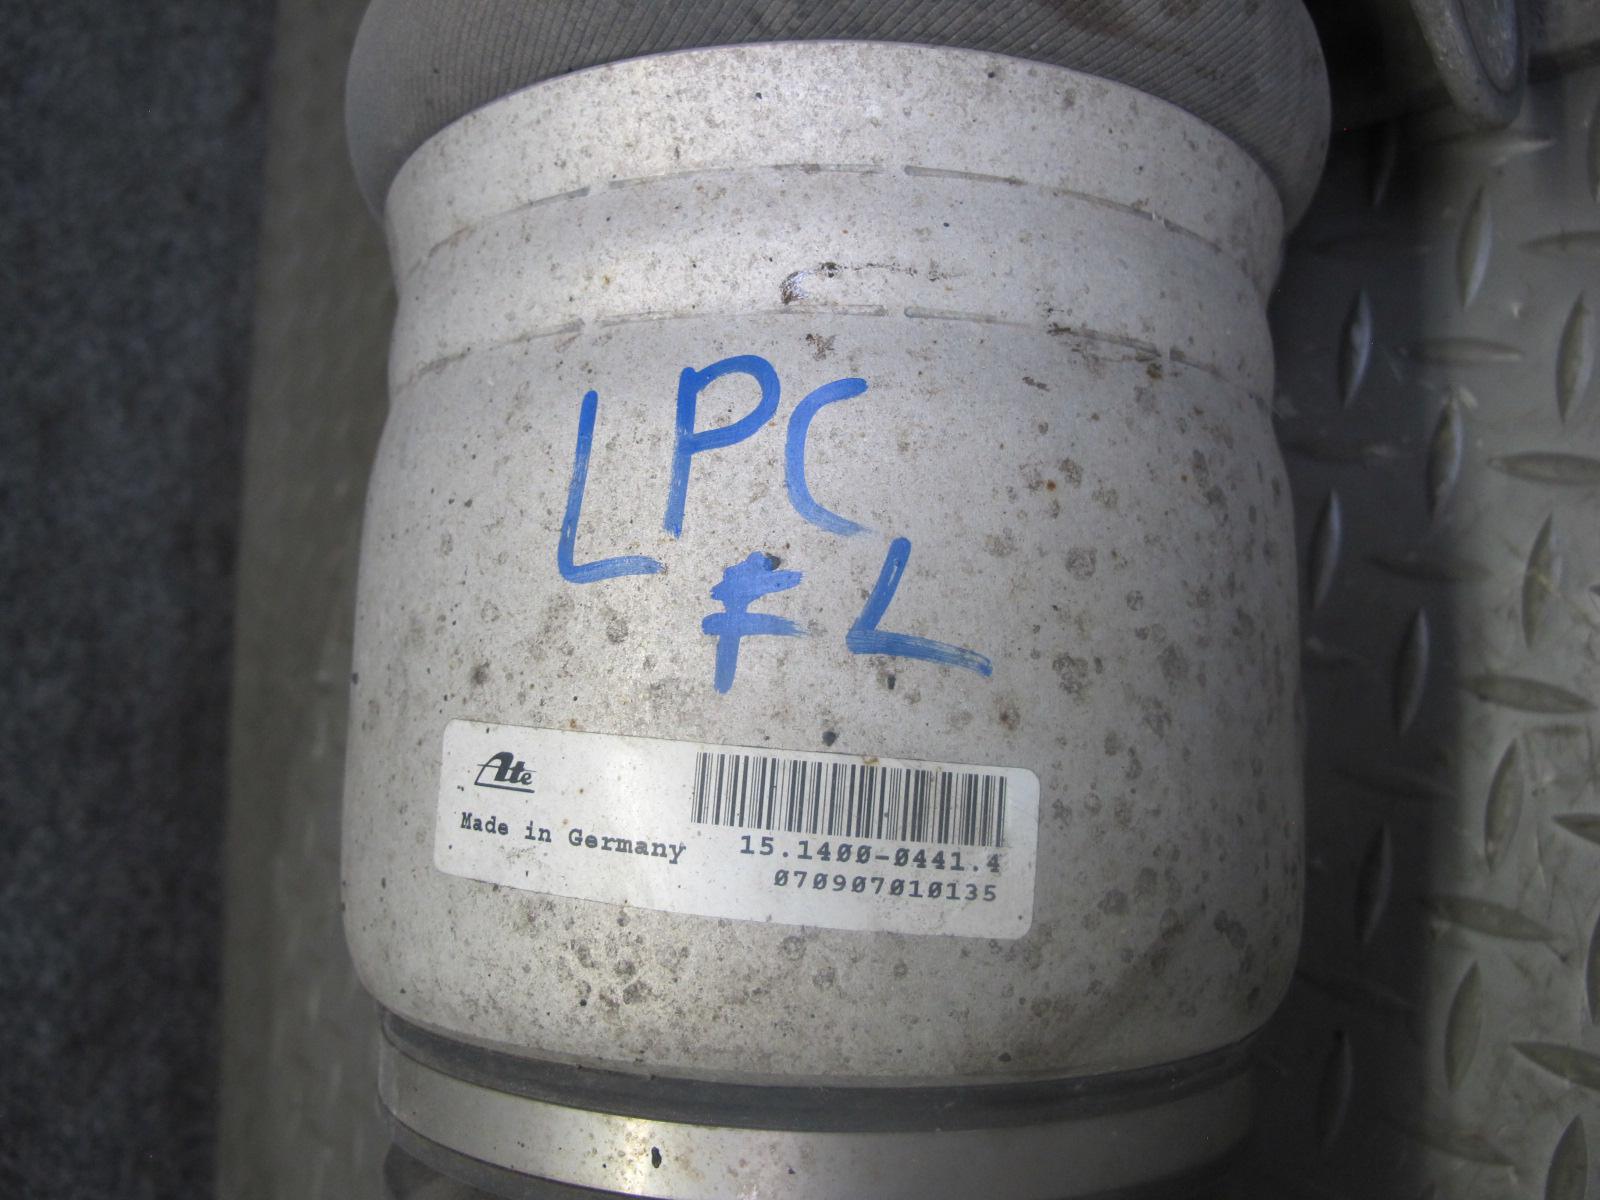 LPC
FL
Ate
Made in Germany
15.1400-0441.4
070907010135